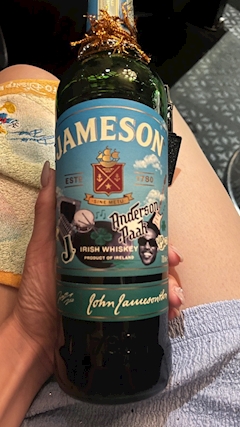 JAMESON
ESTD 1780
SINE METU
Anderson
.Paak
J.
IRISH WHISKEY
PRODUCT OF IRELAND
John Jameson